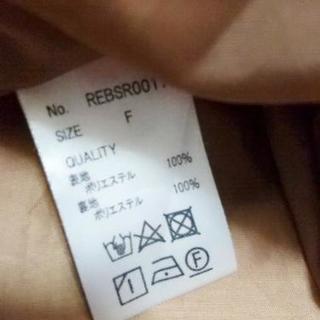 No. REBSR001
SIZE F
QUALITY
表地
ポリエステル 100%
裏地
ポリエステル 100%
F